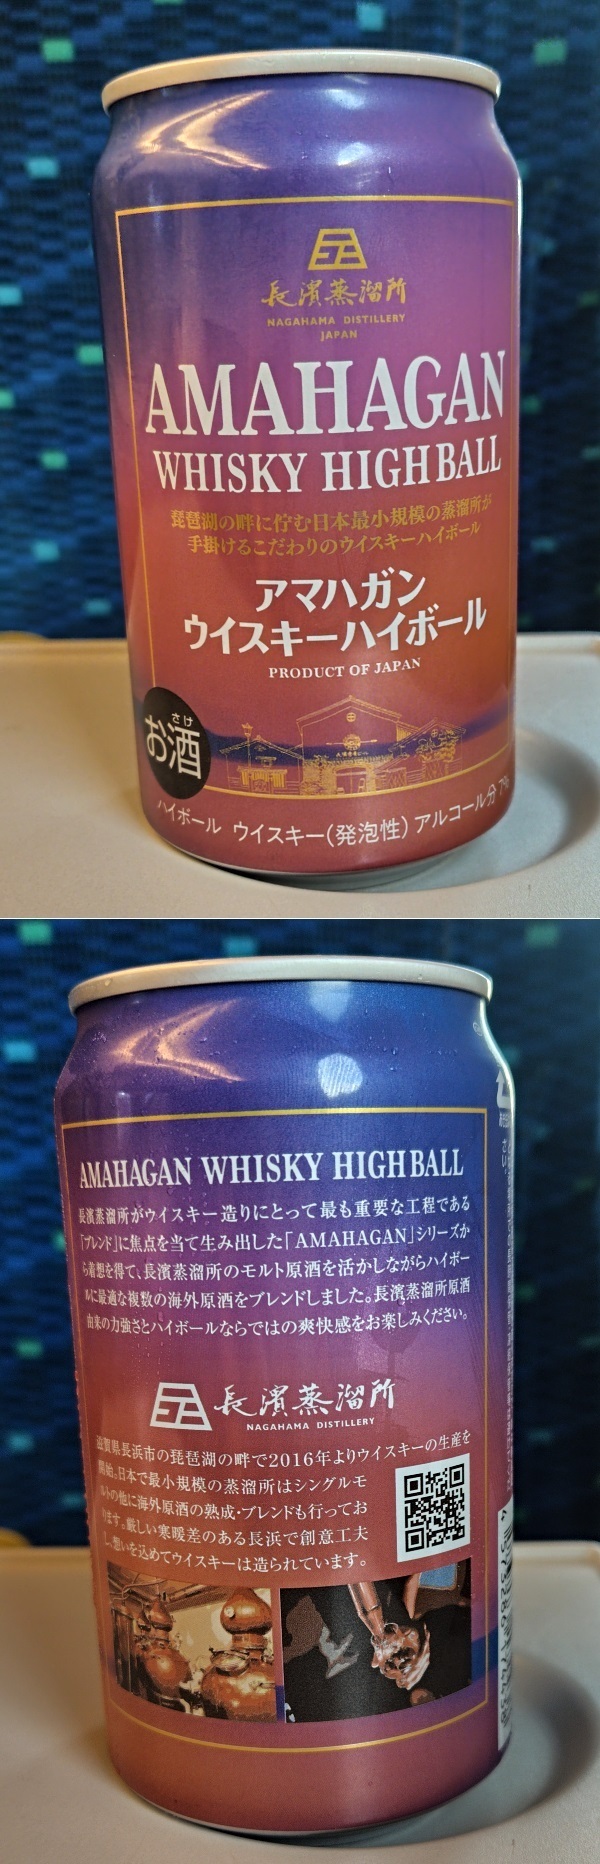 長濱蒸溜所
NAGAHAMA DISTILLERY
JAPAN
AMAHAGAN
WHISKY HIGHBALL
琵琶湖の畔に佇む日本最小規模の蒸溜所が
手掛けるこだわりのウイスキーハイボール
アマハガン
ウイスキーハイボール
PRODUCT OF JAPAN
さけ
お酒
ハイボール ウイスキー(発泡性) アルコール分 7%
AMAHAGAN WHISKY HIGHBALL
長濱蒸溜所がウイスキー造りにとって最も重要な工程である
「ブレンド」に焦点を当て生み出した「AMAHAGAN」シリーズか
ら着想を得て、長濱蒸溜所のモルト原酒を活かしながらハイボー
ルに最適な複数の海外原酒をブレンドしました。長濱蒸溜所原酒
由来の力強さとハイボールならではの爽快感をお楽しみください。
長濱蒸溜所
NAGAHAMA DISTILLERY
滋賀県長浜市の琵琶湖の畔で2016年よりウイスキーの生産を
開始。日本で最小規模の蒸溜所はシングルモ
ルトの他に海外原酒の熟成・ブレンドも行ってお
ります。厳しい寒暖差のある長浜で創意工夫
し、想いを込めてウイスキーは造られています。